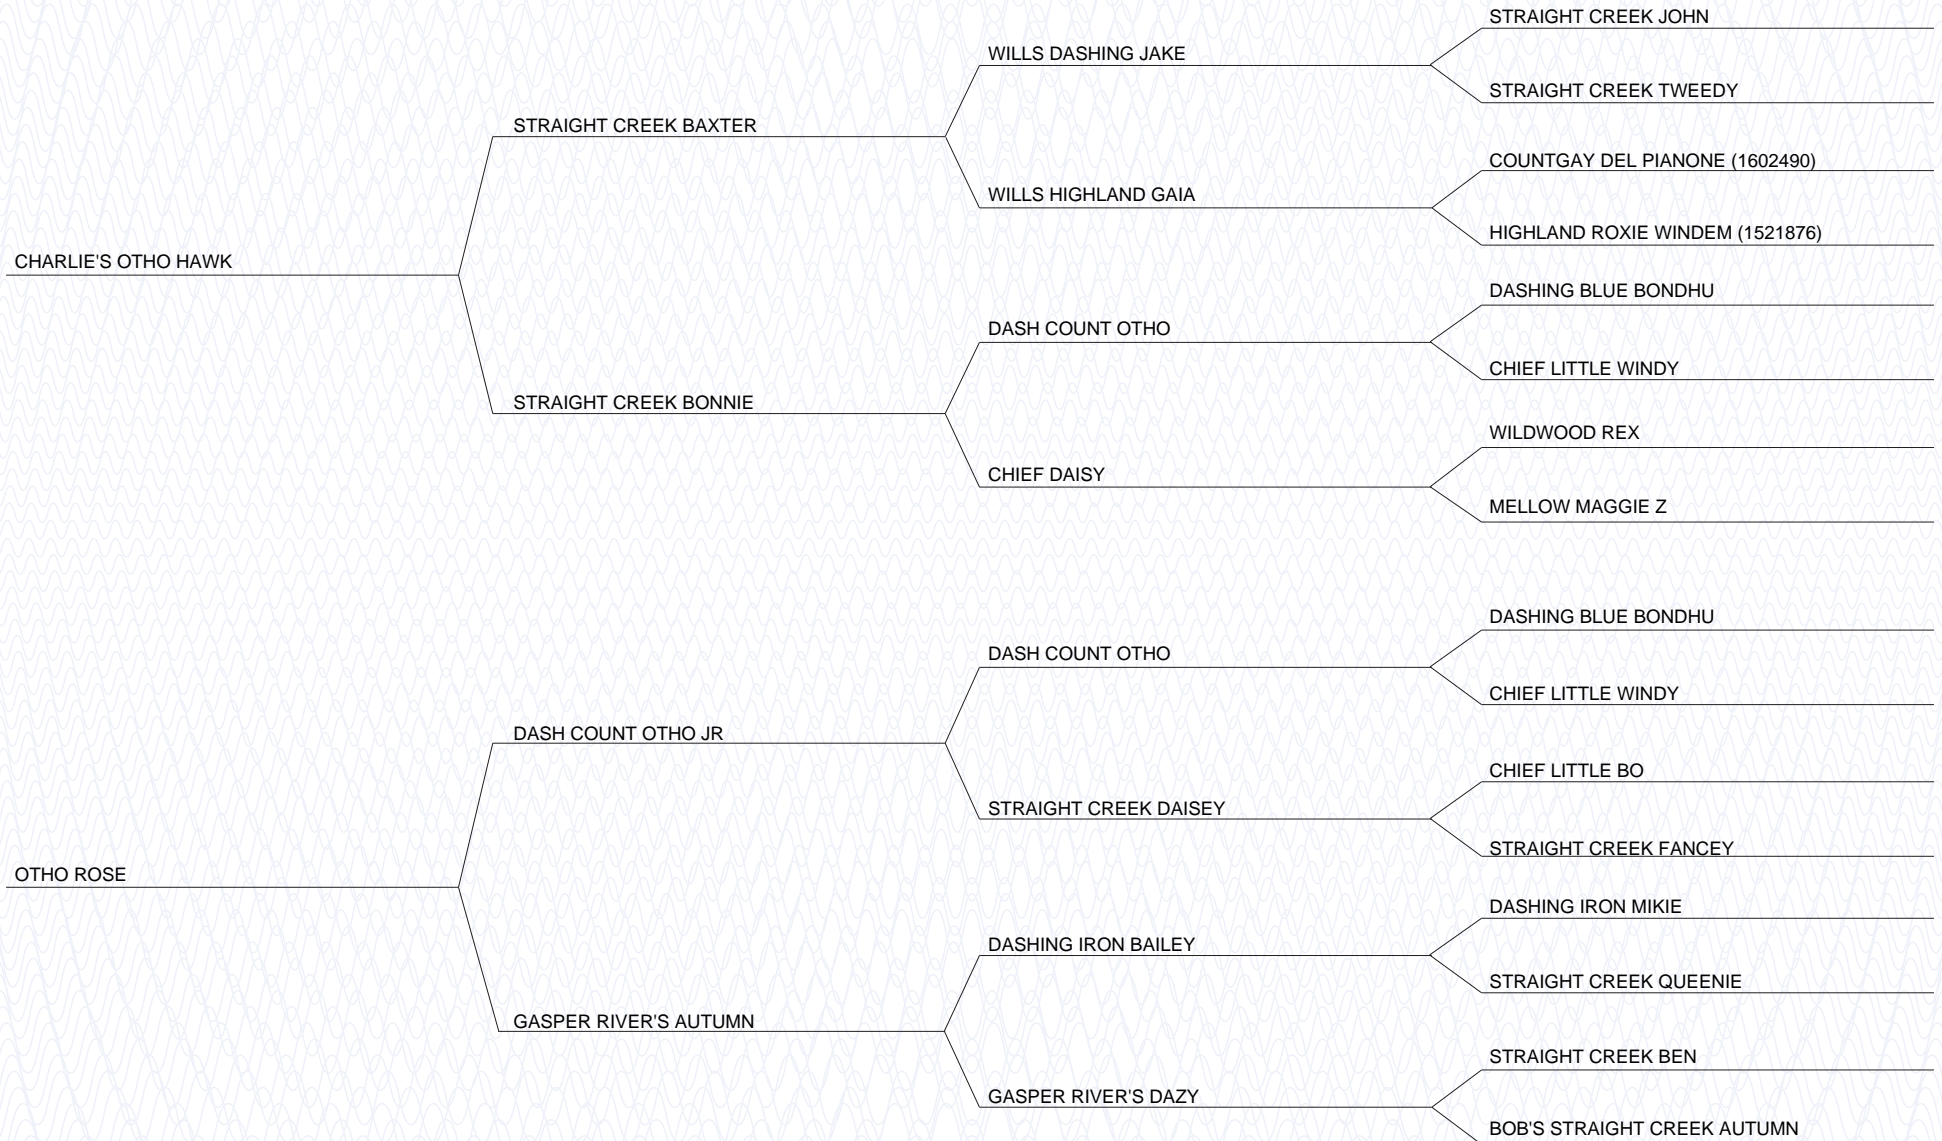 STRAIGHT CREEK JOHN
WILLS DASHING JAKE
STRAIGHT CREEK TWEEDY
STRAIGHT CREEK BAXTER
COUNTGAY DEL PIANONE (1602490)
WILLS HIGHLAND GAIA
HIGHLAND ROXIE WINDEM (1521876)
CHARLIE'S OTHO HAWK
DASHING BLUE BONDHU
DASH COUNT OTHO
CHIEF LITTLE WINDY
STRAIGHT CREEK BONNIE
WILDWOOD REX
CHIEF DAISY
MELLOW MAGGIE Z
DASHING BLUE BONDHU
DASH COUNT OTHO
CHIEF LITTLE WINDY
DASH COUNT OTHO JR
CHIEF LITTLE BO
STRAIGHT CREEK DAISEY
STRAIGHT CREEK FANCEY
OTHO ROSE
DASHING IRON MIKIE
DASHING IRON BAILEY
STRAIGHT CREEK QUEENIE
GASPER RIVER'S AUTUMN
STRAIGHT CREEK BEN
GASPER RIVER'S DAZY
BOB'S STRAIGHT CREEK AUTUMN